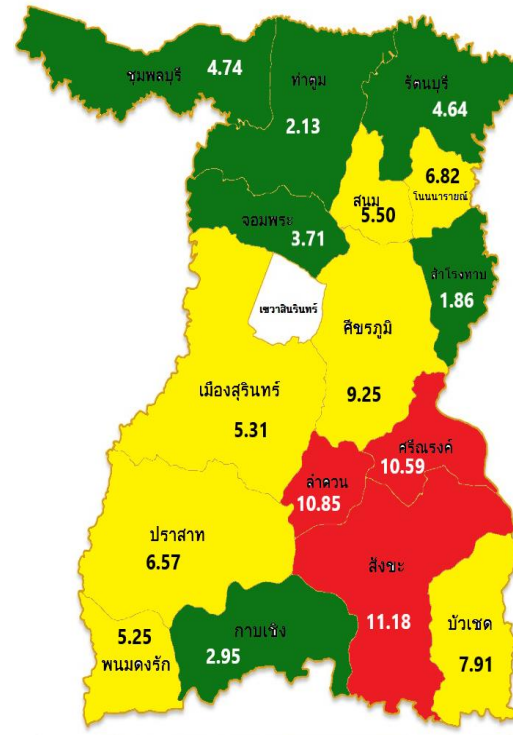 ชุมพลบุรี 4.74
ท่าตูม
2.13
รัตนบุรี
4.64
6.82
โนนนารายณ์
สนม
5.50
จอมพระ
3.71
สำโรงทาบ
1.86
เขวาสินรินทร์
ศีขรภูมิ
9.25
เมืองสุรินทร์
5.31
ศรีณรงค์
10.59
ลำดวน
10.85
ปราสาท
6.57
สังขะ
11.18
บัวเชด
7.91
กาบเชิง
2.95
5.25
พนมดงรัก